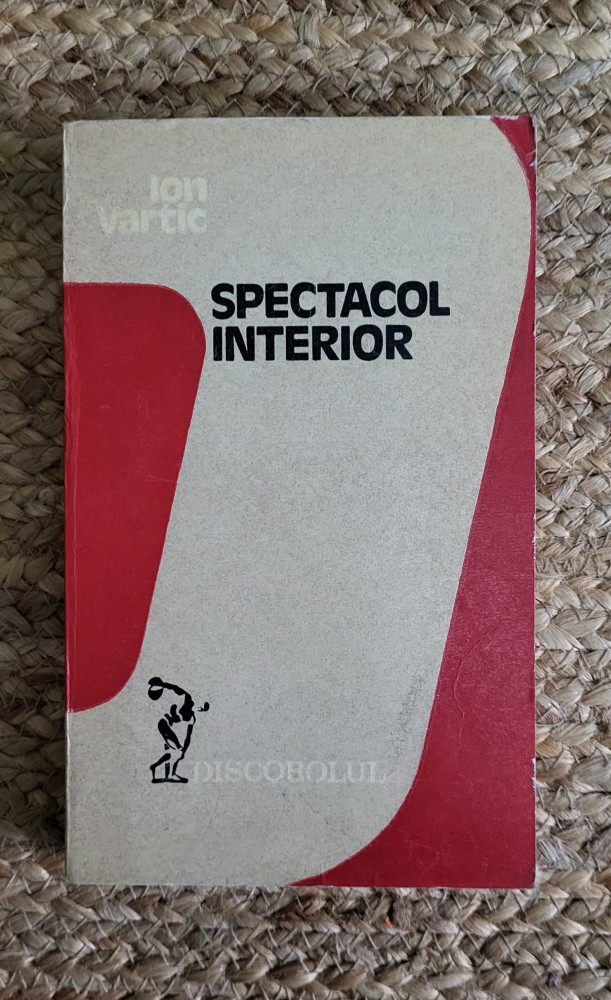 ion
vartic
SPECTACOL
INTERIOR
DISCOBOLUL